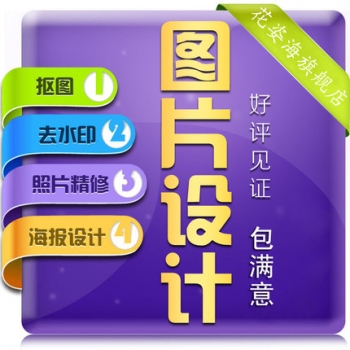 花姿海旗舰店
图片设计
好评见证
包满意
抠图 1
去水印 2
照片精修 3
海报设计 4